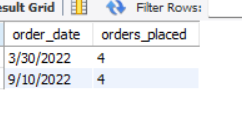 esult Grid Filter Rows:
order_date orders_placed
3/30/2022 4
9/10/2022 4